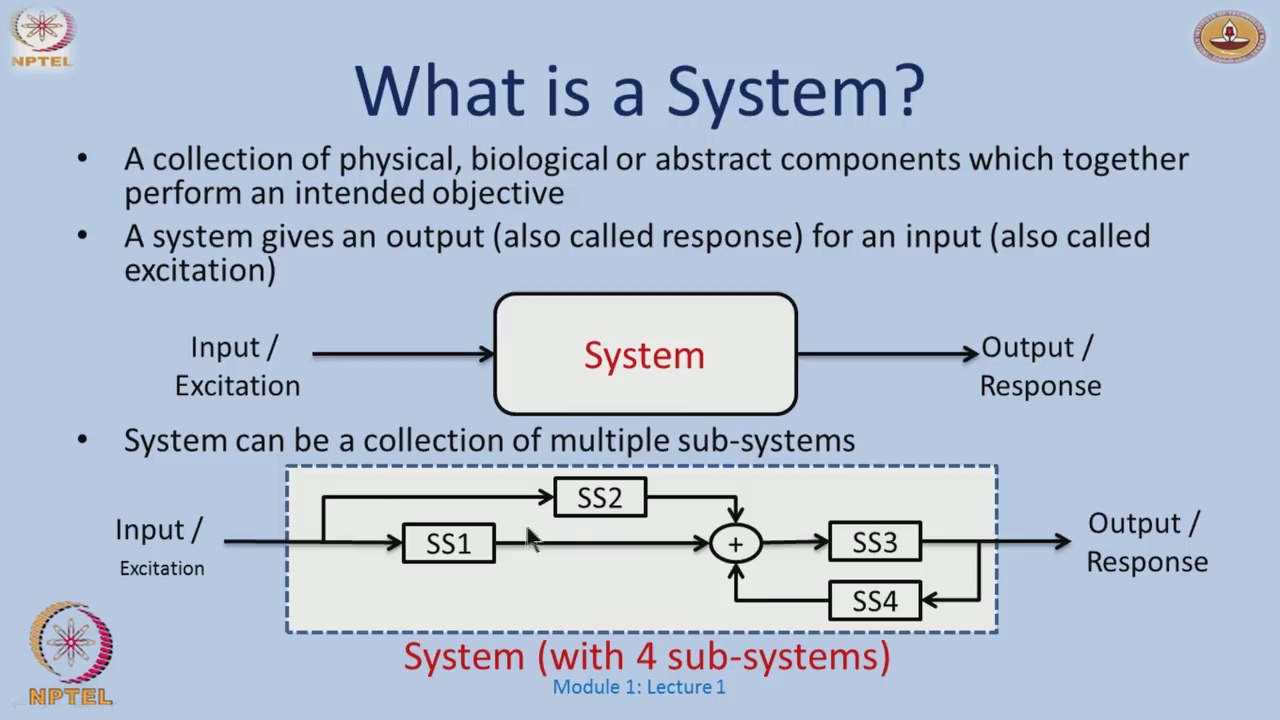 NPTEL
What is a System?
• A collection of physical, biological or abstract components which together
perform an intended objective
• A system gives an output (also called response) for an input (also called
excitation)
Input /
Excitation
System
Output /
Response
• System can be a collection of multiple sub-systems
Input /
Excitation
SS2
SS1
+
SS3
SS4
Output /
Response
System (with 4 sub-systems)
Module 1: Lecture 1
NPTEL